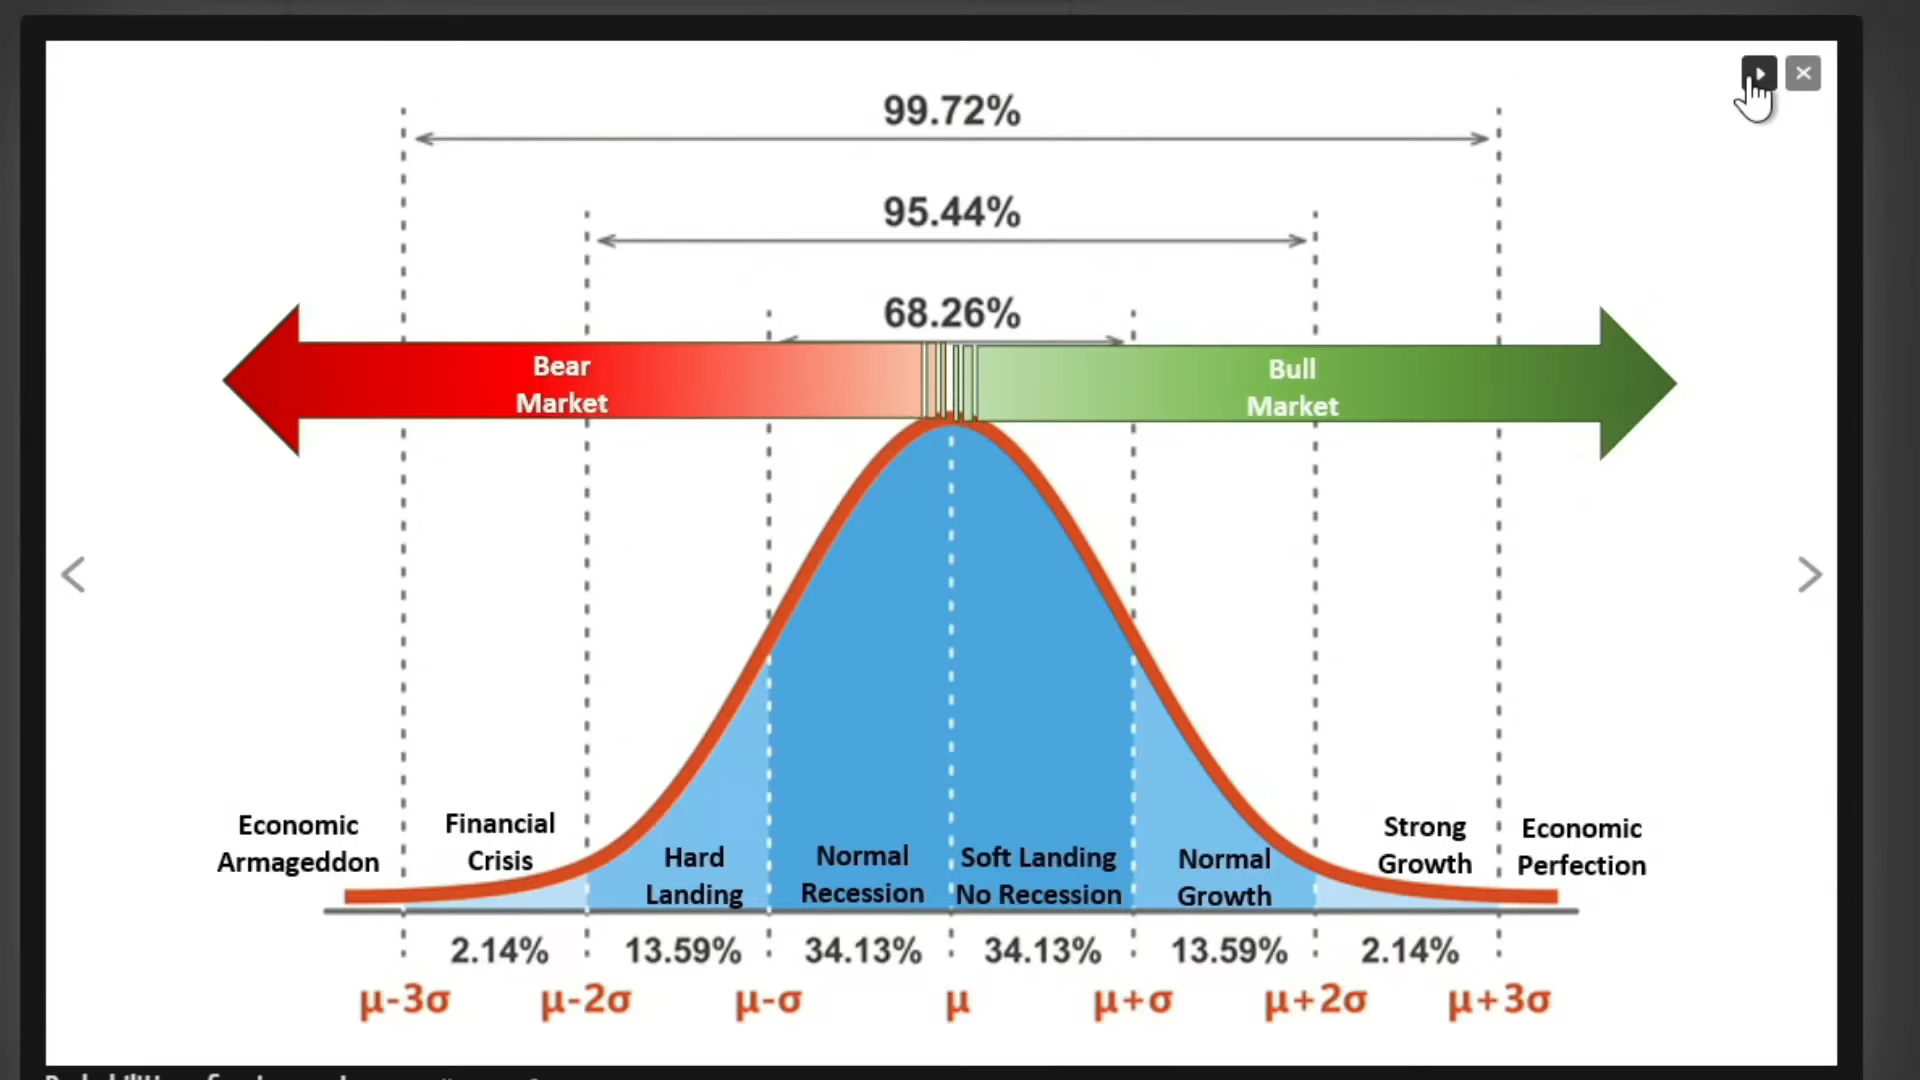 99.72%
95.44%
68.26%
Bear
Market
Bull
Market
Economic
Armageddon
Financial
Crisis
Hard
Landing
Normal
Recession
Soft Landing
No Recession
Normal
Growth
Strong
Growth
Economic
Perfection
2.14% 13.59% 34.13% 34.13% 13.59% 2.14%
μ-3σ μ-2σ μ-σ μ μ+σ μ+2σ μ+3σ